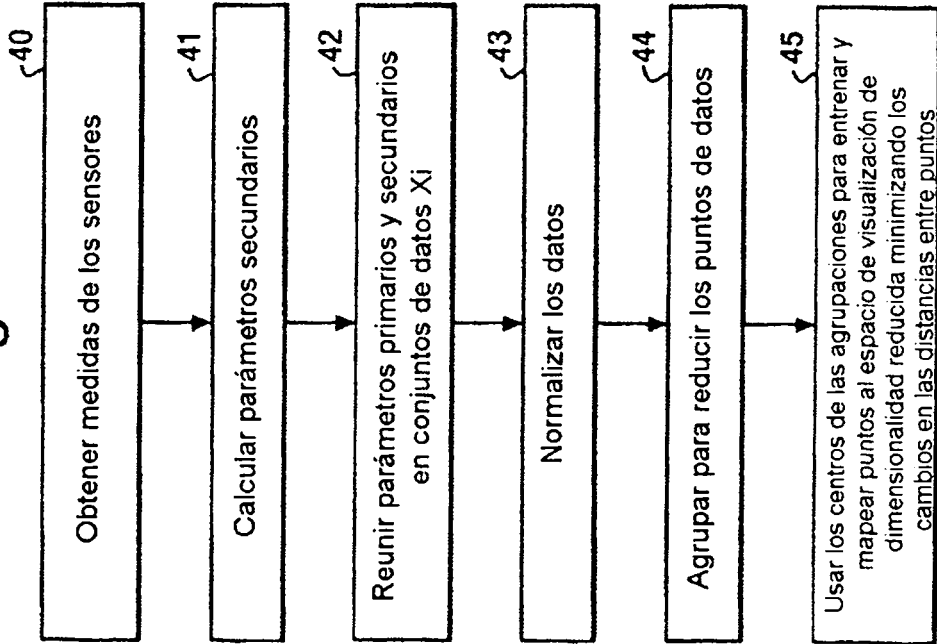 40
Obtener medidas de los sensores
41
Calcular parámetros secundarios
42
Reunir parámetros primarios y secundarios
en conjuntos de datos Xi
43
Normalizar los datos
44
Agrupar para reducir los puntos de datos
45
Usar los centros de las agrupaciones para entrenar y
mapear puntos al espacio de visualización de
dimensionalidad reducida minimizando los
cambios en las distancias entre puntos